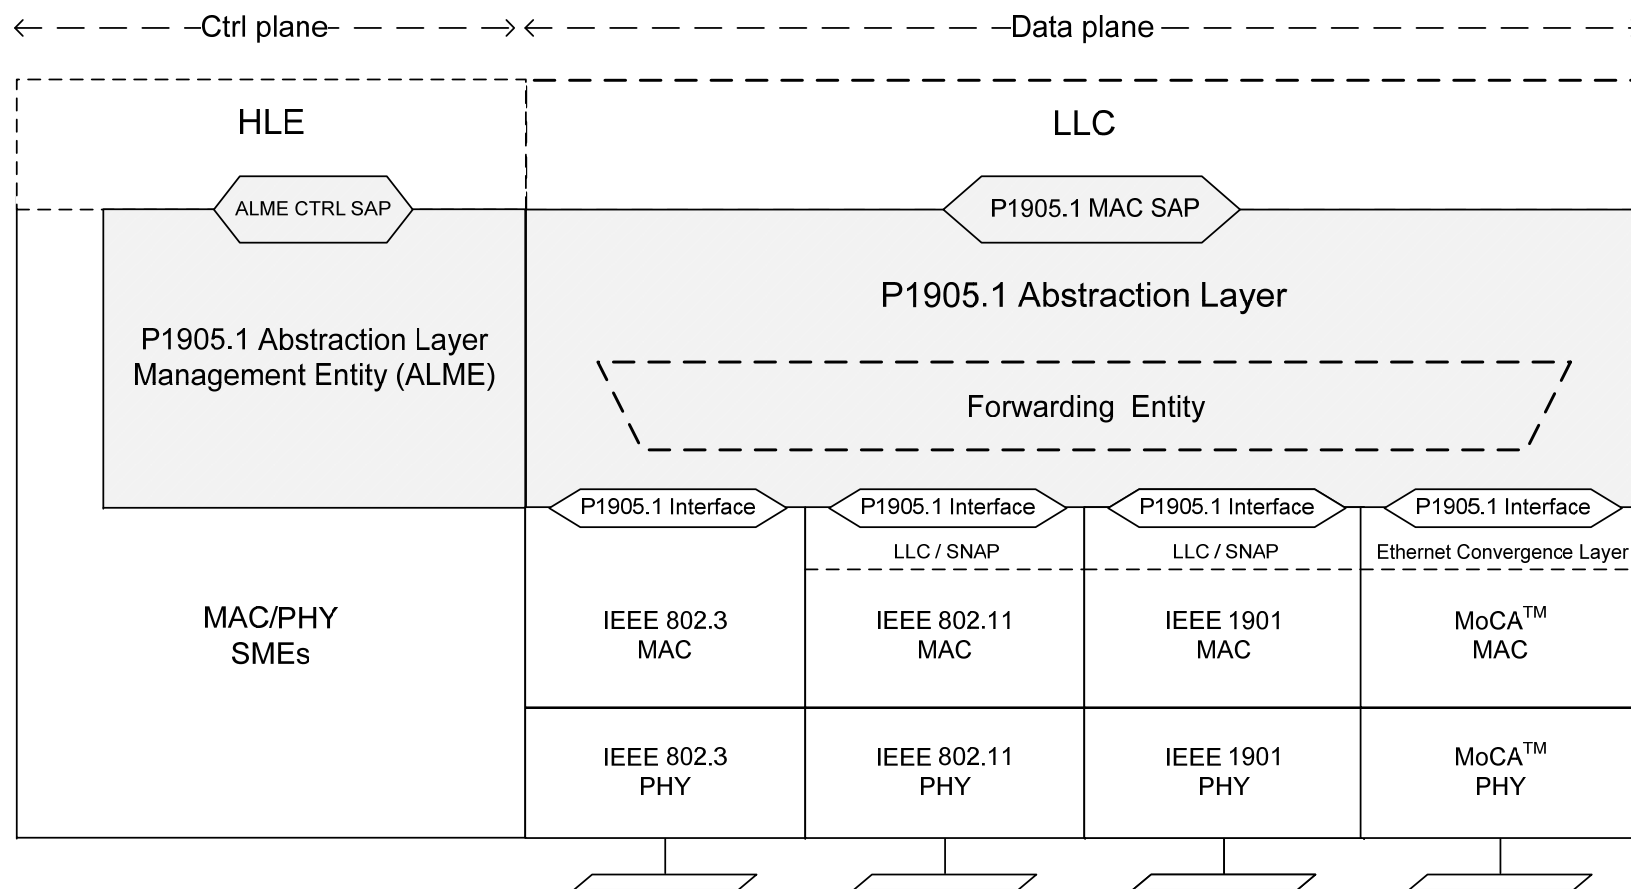 Ctrl plane
Data plane
HLE
LLC
ALME CTRL SAP
P1905.1 MAC SAP
P1905.1 Abstraction Layer
Management Entity (ALME)
P1905.1 Abstraction Layer
Forwarding Entity
P1905.1 Interface
P1905.1 Interface
P1905.1 Interface
P1905.1 Interface
LLC / SNAP
LLC / SNAP
Ethernet Convergence Layer
MAC/PHY
SMEs
IEEE 802.3
MAC
IEEE 802.11
MAC
IEEE 1901
MAC
MoCA™
MAC
IEEE 802.3
PHY
IEEE 802.11
PHY
IEEE 1901
PHY
MoCA™
PHY